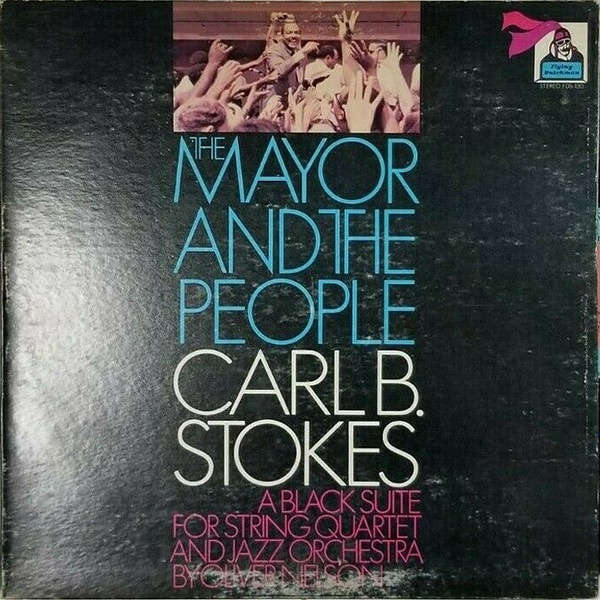 Flying
Dutchman
STEREO FDS-130
THE
MAYOR
AND THE
PEOPLE
CARL B.
STOKES
A BLACK SUITE
FOR STRING QUARTET
AND JAZZ ORCHESTRA
BY OLIVER NELSON